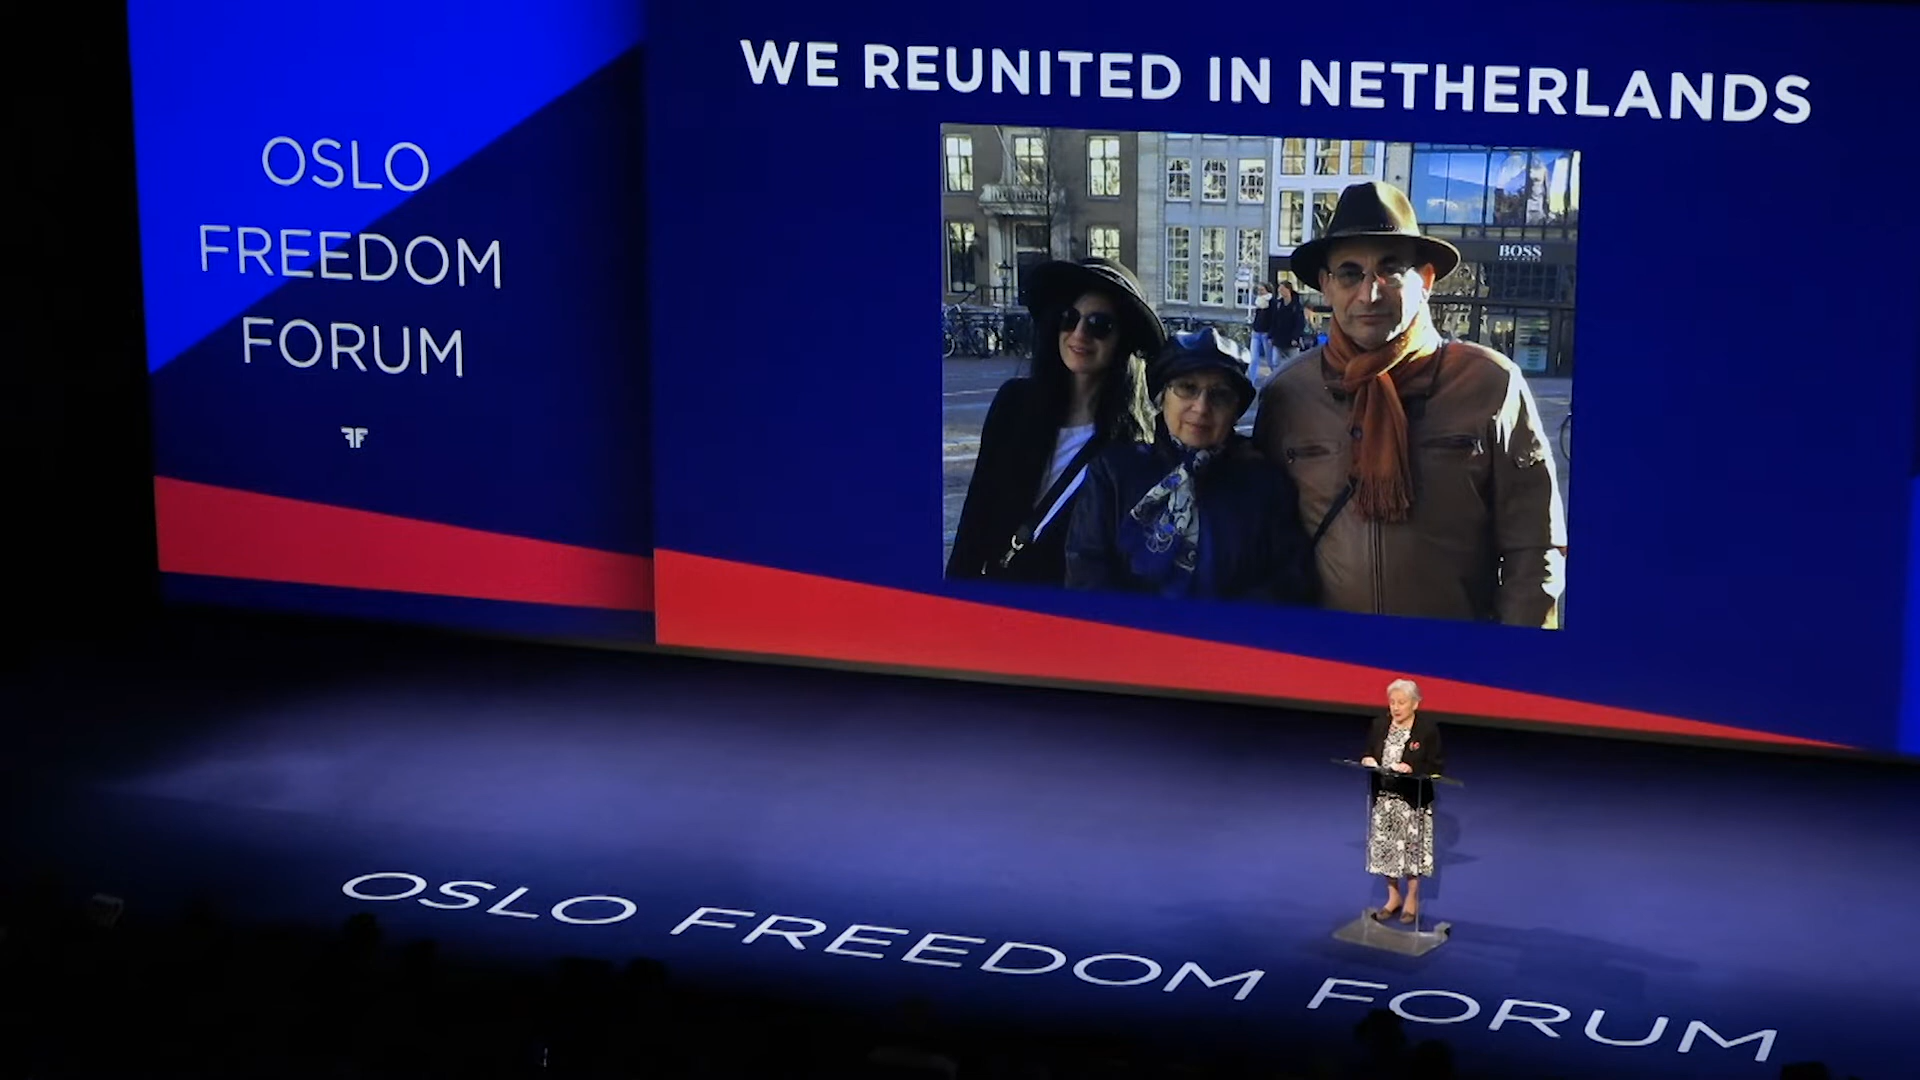 WE REUNITED IN NETHERLANDS
OSLO
FREEDOM
FORUM
BOSS
OSLO FREEDOM FORUM